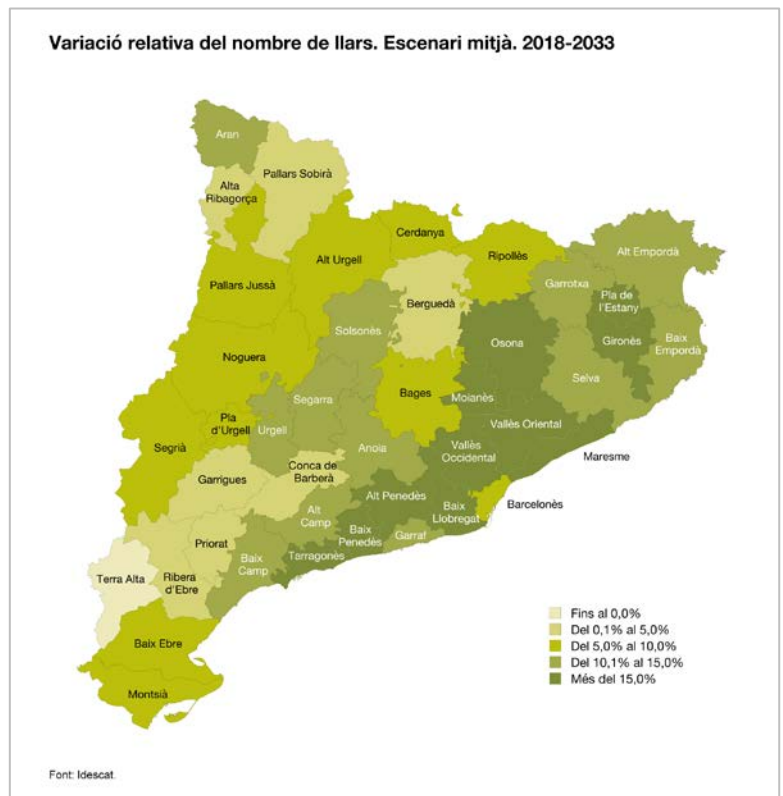 Variació relativa del nombre de llars. Escenari mitjà. 2018-2033
Aran
Pallars Sobirà
Alta
Ribagorça
Cerdanya
Alt Urgell
Ripollès
Alt Empordà
Garrotxa
Pallars Jussà
Berguedà
Pla de
l'Estany
Solsonès
Osona
Gironès
Baix
Empordà
Noguera
Selva
Bages
Moianès
Segarra
Pla
d'Urgell
Urgell
Vallès Oriental
Segrià
Anoia
Vallès
Occidental
Maresme
Conca de
Barberà
Garrigues
Alt Penedès
Baix
Llobregat
Barcelonès
Alt
Camp
Baix
Penedès
Garraf
Priorat
Baix
Camp
Tarragonès
Terra Alta
Ribera
d'Ebre
Baix Ebre
Montsià
Fins al 0,0%
Del 0,1% al 5,0%
Del 5,0% al 10,0%
Del 10,1% al 15,0%
Més del 15,0%
Font: Idescat.